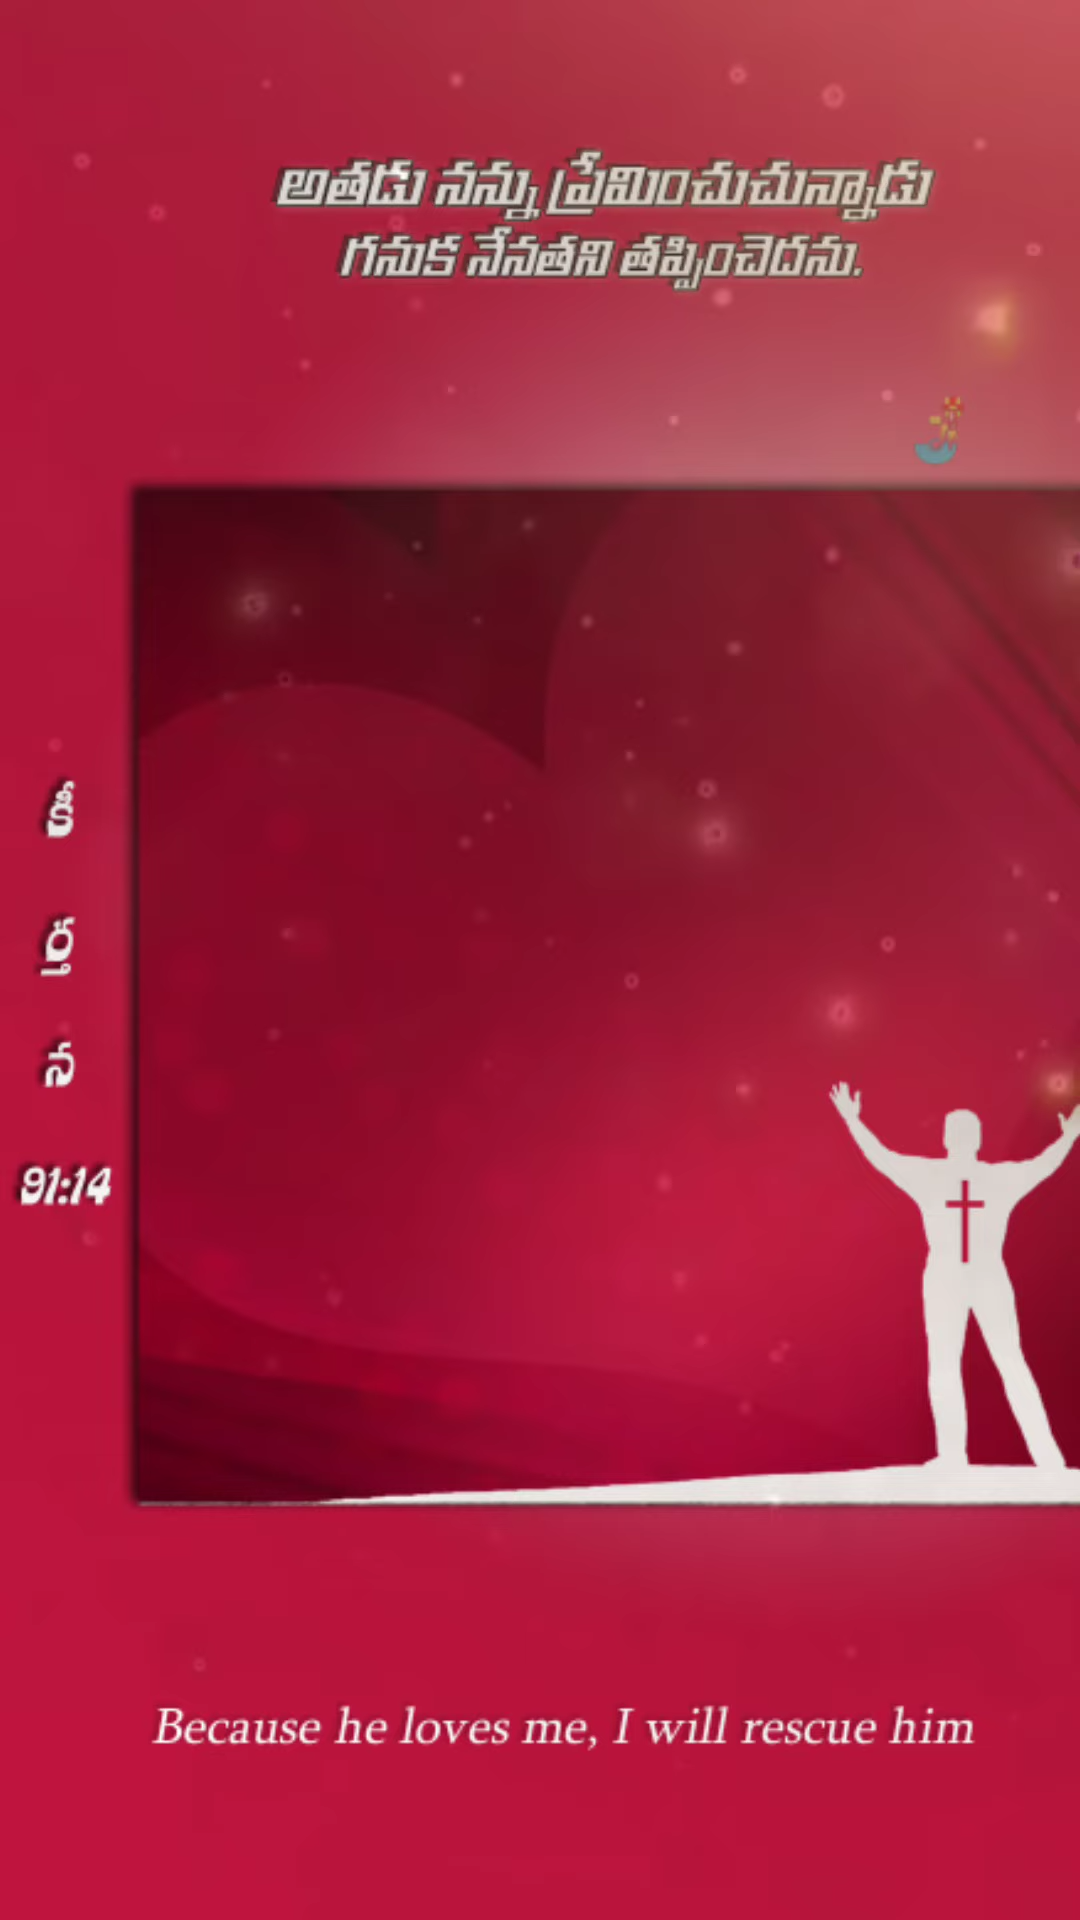 అతడు నన్ను ప్రేమించుచున్నాడు
గనుక నేనతని తప్పించెదను.
కీ
ర్త
న
91:14
Because he loves me, I will rescue him